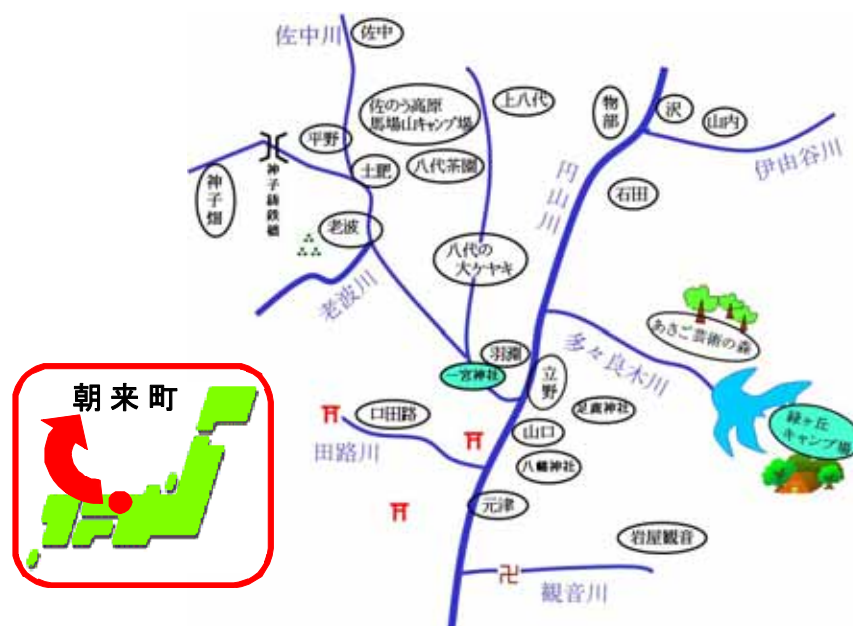 佐中川
佐中
佐のう高原
馬場山キャンプ場
上八代
物部
沢
山内
伊由谷川
平野
土肥
八代茶園
神子畑
神子鋳鉄橋
円山川
石田
老波
八代の
大ケヤキ
老波川
あさご芸術の森
多々良木川
羽淵
一宮神社
立野
足鹿神社
緑ヶ丘
キャンプ場
朝来町
口田路
田路川
山口
八幡神社
元津
岩屋観音
卍
観音川